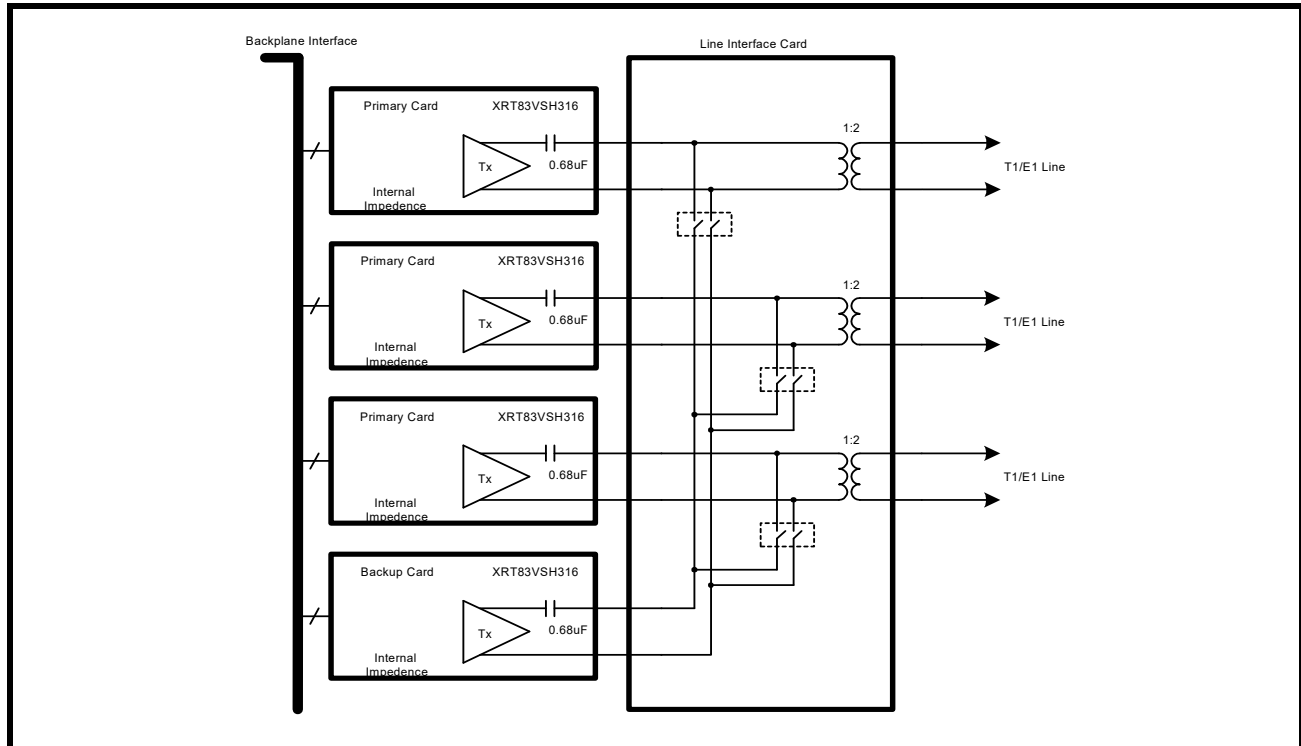 Backplane Interface
Line Interface Card
Primary Card XRT83VSH316
1:2
Tx
0.68uF
T1/E1 Line
Internal
Impedence
Primary Card XRT83VSH316
1:2
Tx
0.68uF
T1/E1 Line
Internal
Impedence
Primary Card XRT83VSH316
1:2
Tx
0.68uF
T1/E1 Line
Internal
Impedence
Backup Card XRT83VSH316
Tx
0.68uF
Internal
Impedence